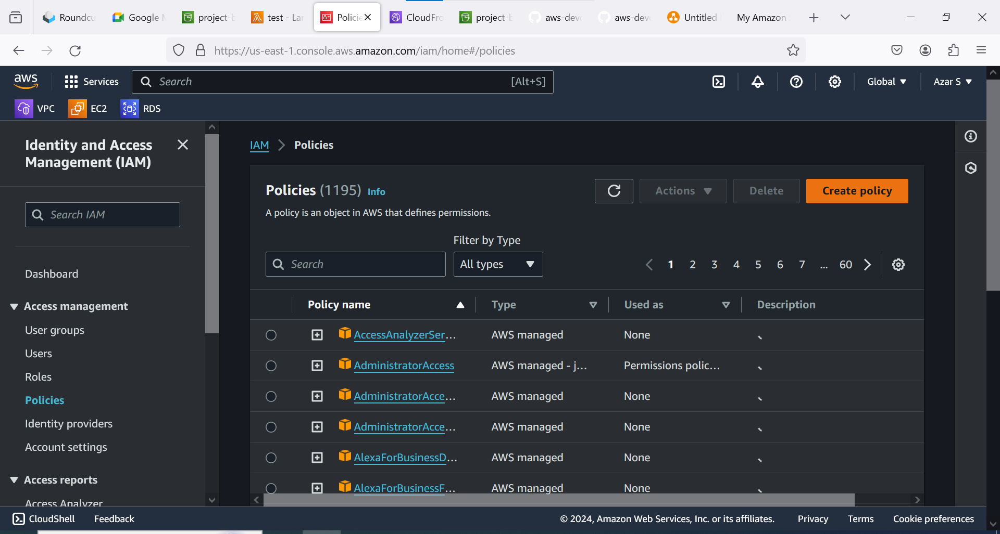 Roundcu
Google
project-b
test - Lar
Policie
CloudFro
project-b
aws-devo
aws-devo
Untitled
My Amazon
https://us-east-1.console.aws.amazon.com/iam/home#/policies
aws
Services
Search
[Alt+S]
Global
Azar S
VPC
EC2
RDS
Identity and Access
Management (IAM)
Search IAM
Dashboard
Access management
User groups
Users
Roles
Policies
Identity providers
Account settings
Access reports
Access Analyzer
IAM > Policies
Policies (1195) Info
A policy is an object in AWS that defines permissions.
Actions
Delete
Create policy
Filter by Type
Search
All types
1 2 3 4 5 6 7 ... 60
Policy name Type Used as Description
AccessAnalyzerSer... AWS managed None
AdministratorAccess AWS managed - j... Permissions polic...
AdministratorAcce... AWS managed None
AdministratorAcce... AWS managed None
AlexaForBusinessD... AWS managed None
AlexaForBusinessF... AWS managed None
CloudShell
Feedback
© 2024, Amazon Web Services, Inc. or its affiliates.
Privacy
Terms
Cookie preferences